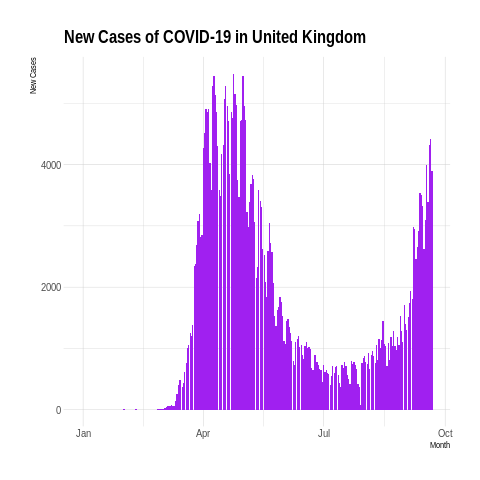 New Cases of COVID-19 in United Kingdom
New Cases
4000
2000
0
Jan Apr Jul Oct
Month